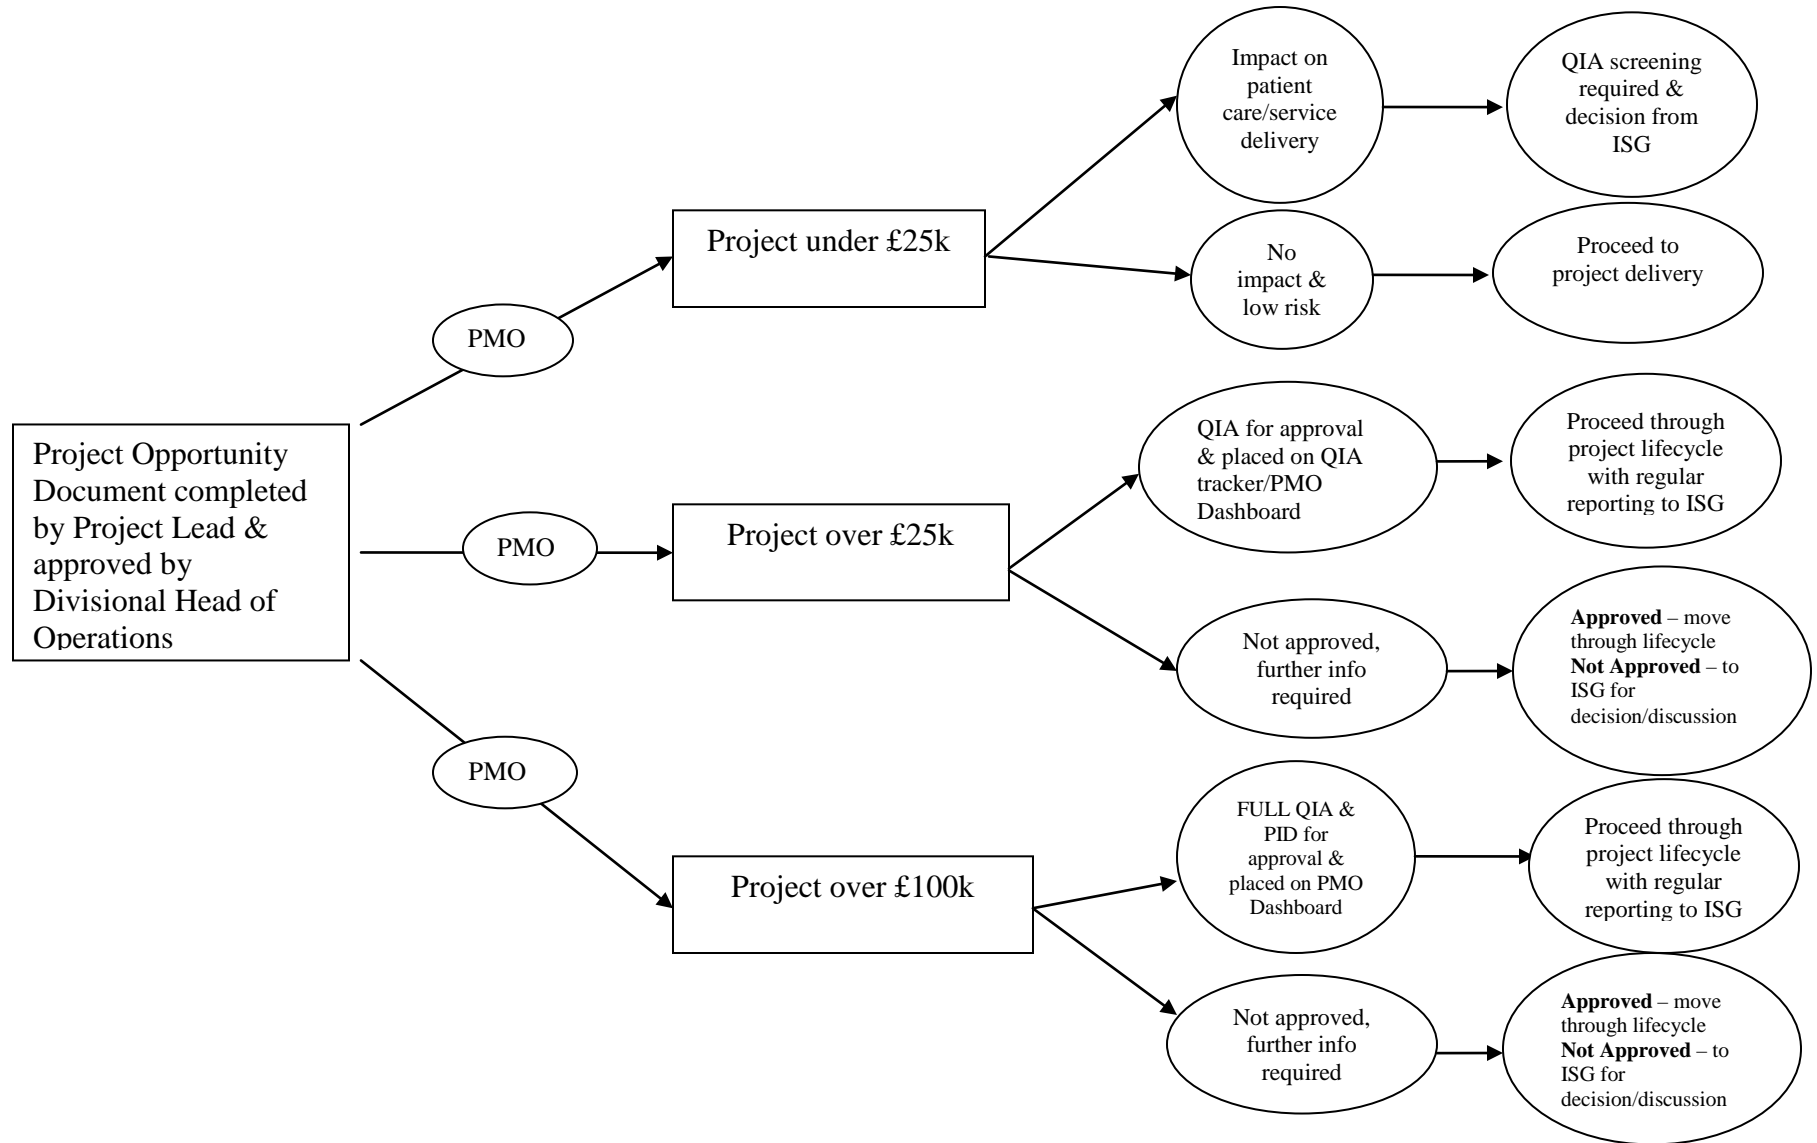 Project Opportunity
Document completed
by Project Lead &
approved by
Divisional Head of
Operations
PMO
Project under £25k
Impact on
patient
care/service
delivery
QIA screening
required &
decision from
ISG
No
impact &
low risk
Proceed to
project delivery
PMO
Project over £25k
QIA for approval
& placed on QIA
tracker/PMO
Dashboard
Proceed through
project lifecycle
with regular
reporting to ISG
Not approved,
further info
required
Approved – move
through lifecycle
Not Approved – to
ISG for
decision/discussion
PMO
Project over £100k
FULL QIA &
PID for
approval &
placed on PMO
Dashboard
Proceed through
project lifecycle
with regular
reporting to ISG
Not approved,
further info
required
Approved – move
through lifecycle
Not Approved – to
ISG for
decision/discussion